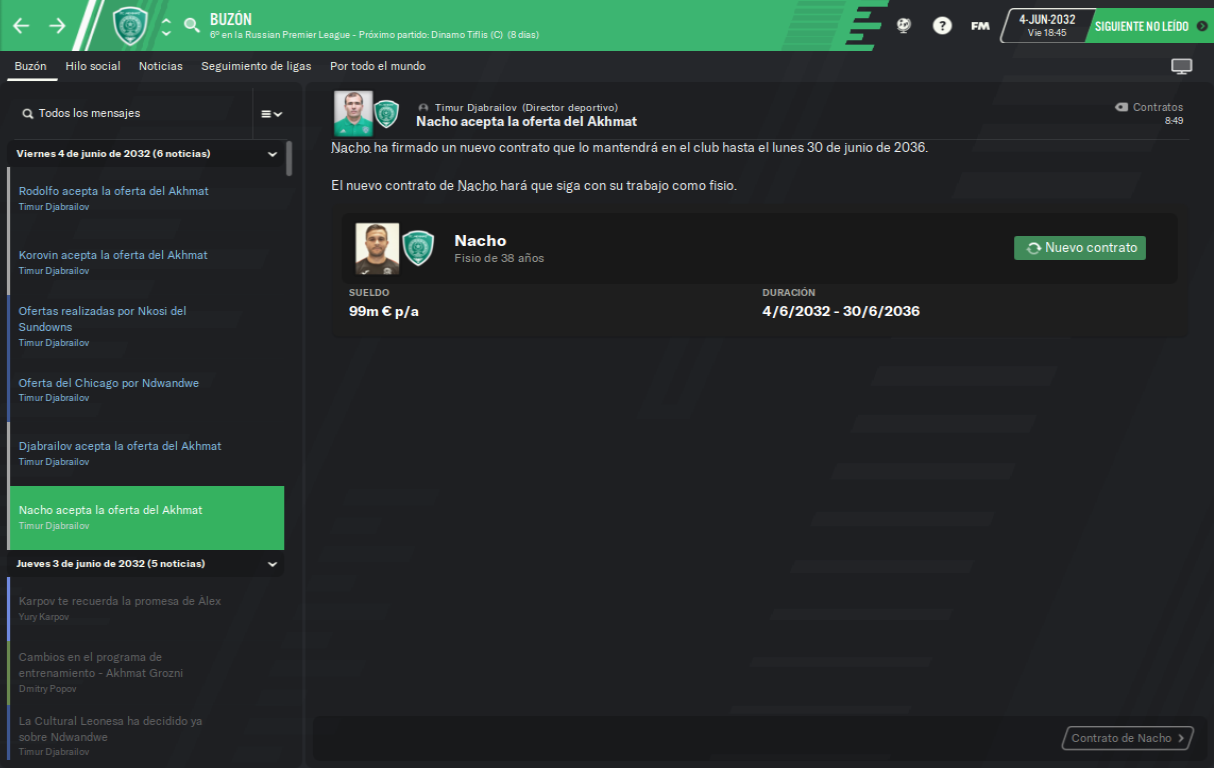 BUZÓN
6º en la Russian Premier League - Próximo partido: Dinamo Tiflis (C) (8 días)
?
FM
4-JUN-2032
Vie 18:45
SIGUIENTE NO LEÍDO
Buzón
Hilo social
Noticias
Seguimiento de ligas
Por todo el mundo
Todos los mensajes
Viernes 4 de junio de 2032 (6 noticias)
Rodolfo acepta la oferta del Akhmat
Timur Djabrailov
Korovin acepta la oferta del Akhmat
Timur Djabrailov
Ofertas realizadas por Nkosi del
Sundowns
Timur Djabrailov
Oferta del Chicago por Ndwandwe
Timur Djabrailov
Djabrailov acepta la oferta del Akhmat
Timur Djabrailov
Nacho acepta la oferta del Akhmat
Timur Djabrailov
Jueves 3 de junio de 2032 (5 noticias)
Karpov te recuerda la promesa de Àlex
Yury Karpov
Cambios en el programa de
entrenamiento - Akhmat Grozni
Dmitry Popov
La Cultural Leonesa ha decidido ya
sobre Ndwandwe
Timur Djabrailov
Timur Djabrailov (Director deportivo)
Nacho acepta la oferta del Akhmat
Contratos
8:49
Nacho ha firmado un nuevo contrato que lo mantendrá en el club hasta el lunes 30 de junio de 2036.
El nuevo contrato de Nacho hará que siga con su trabajo como fisio.
Nacho
Fisio de 38 años
Nuevo contrato
SUELDO
99m € p/a
DURACIÓN
4/6/2032 - 30/6/2036
Contrato de Nacho